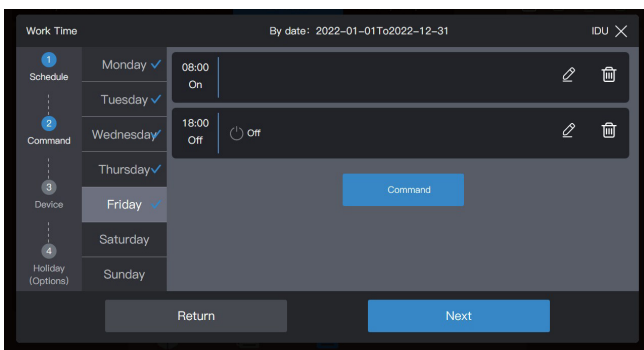 Work Time
By date: 2022-01-01To2022-12-31
IDU
1
Schedule
2
Command
3
Device
4
Holiday
(Options)
Monday
Tuesday
Wednesday
Thursday
Friday
Saturday
Sunday
08:00
On
18:00
Off
Off
Command
Return
Next